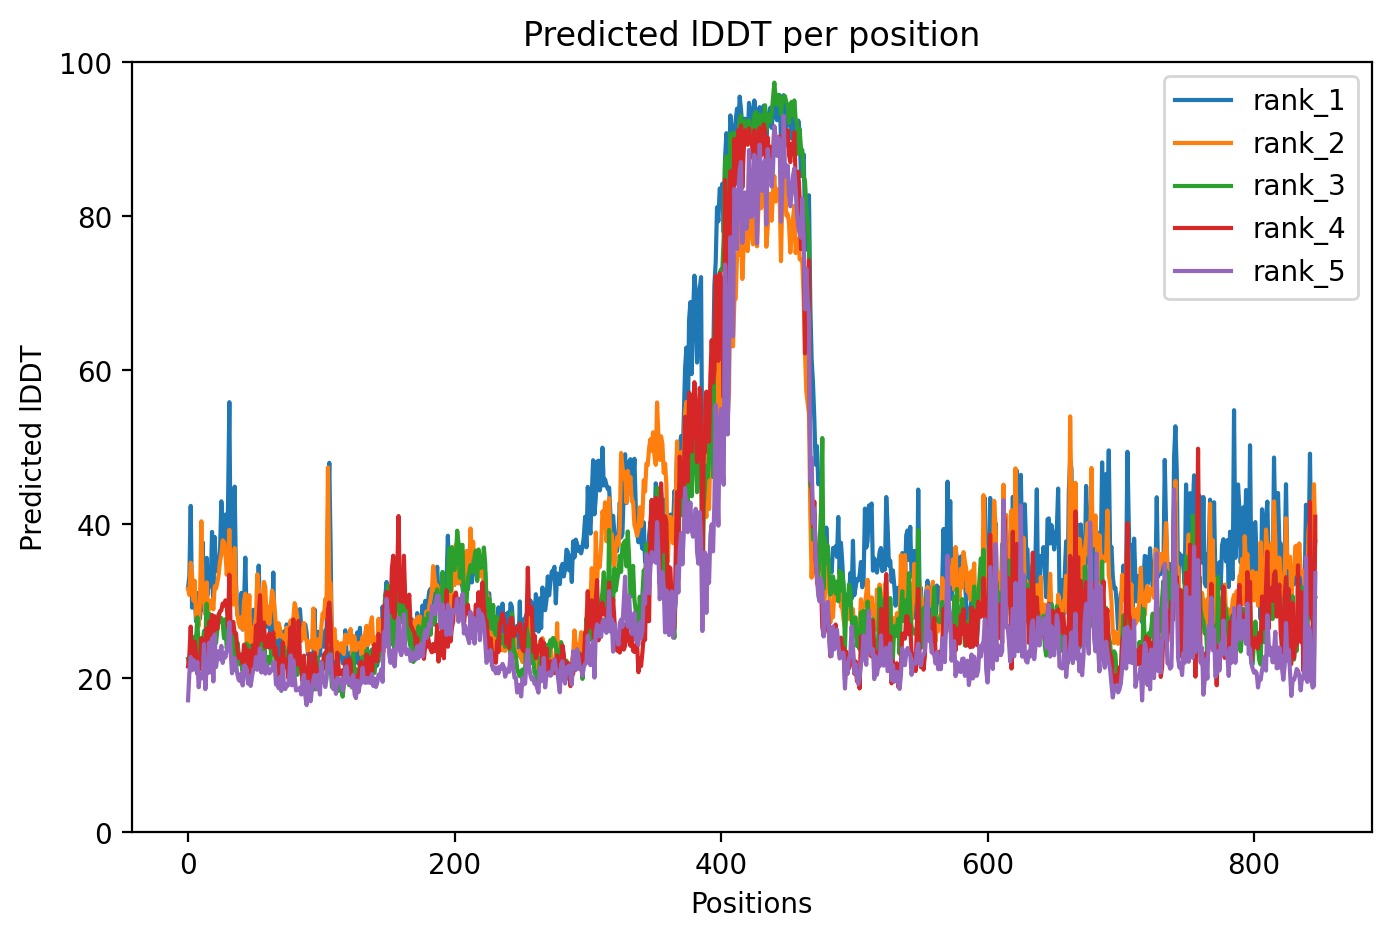 Predicted lDDT per position
100
80
60
40
20
0
Predicted lDDT
0 200 400 600 800
Positions
rank_1
rank_2
rank_3
rank_4
rank_5